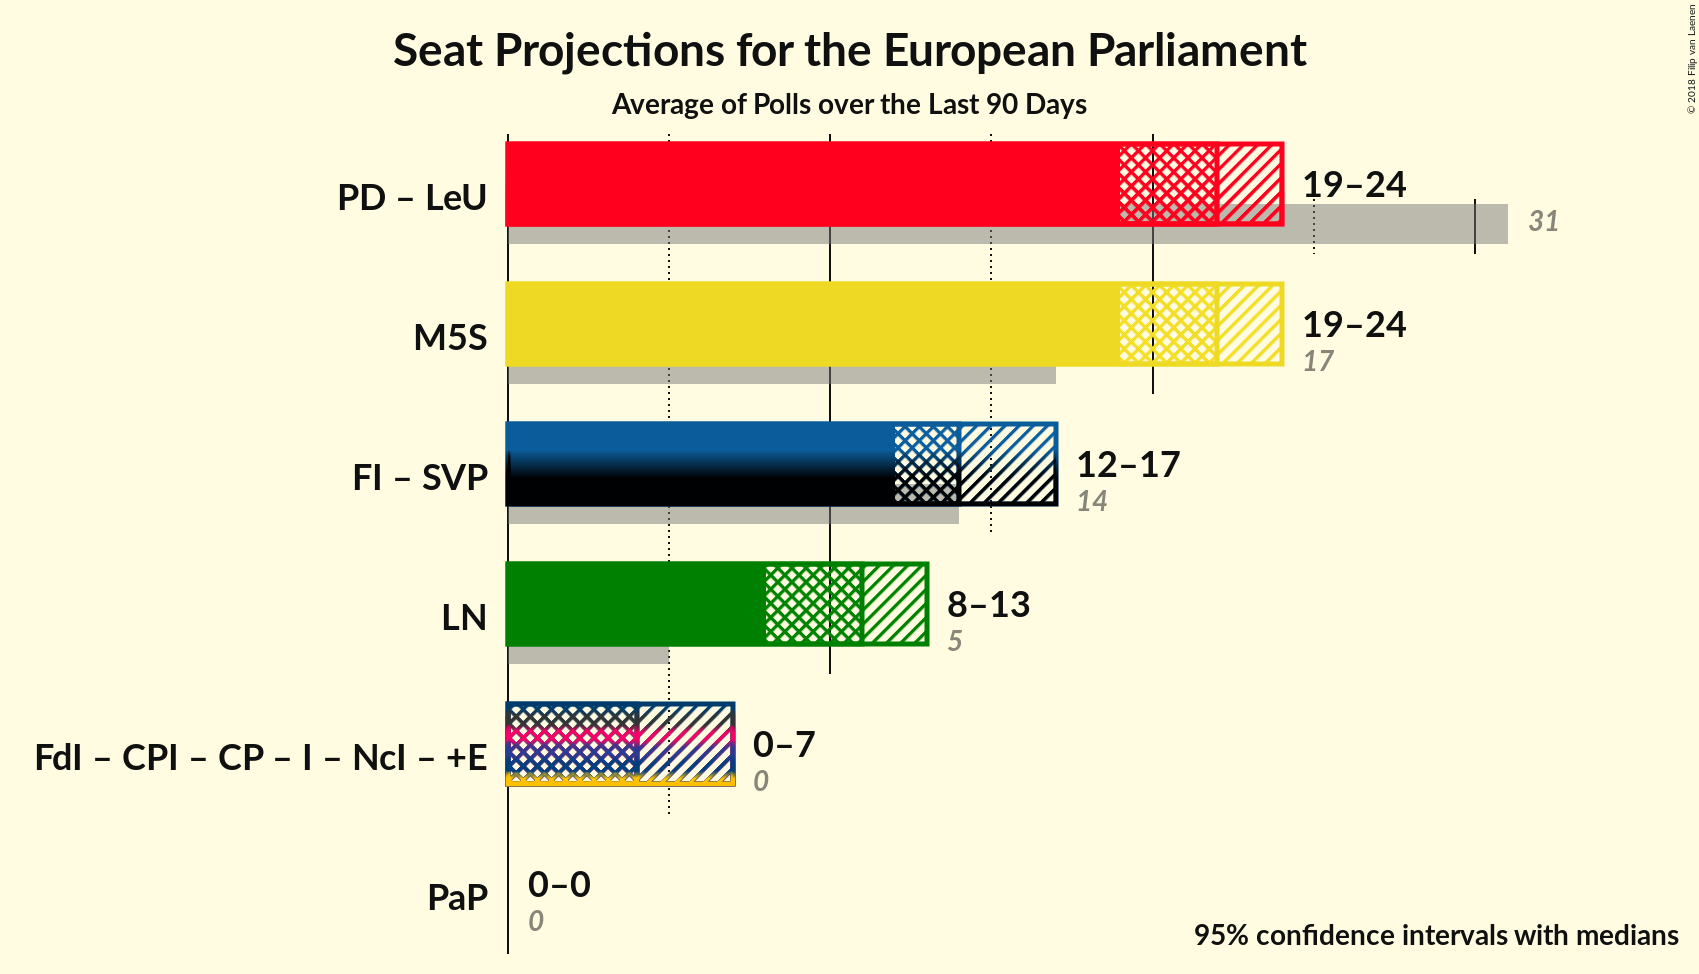 Seat Projections for the European Parliament
Average of Polls over the Last 90 Days
© 2018 Filip van Laenen
PD – LeU
19–24
31
M5S
19–24
17
FI – SVP
12–17
14
LN
8–13
5
FdI – CPI – CP – I – NcI – +E
0–7
0
PaP
0–0
0
95% confidence intervals with medians